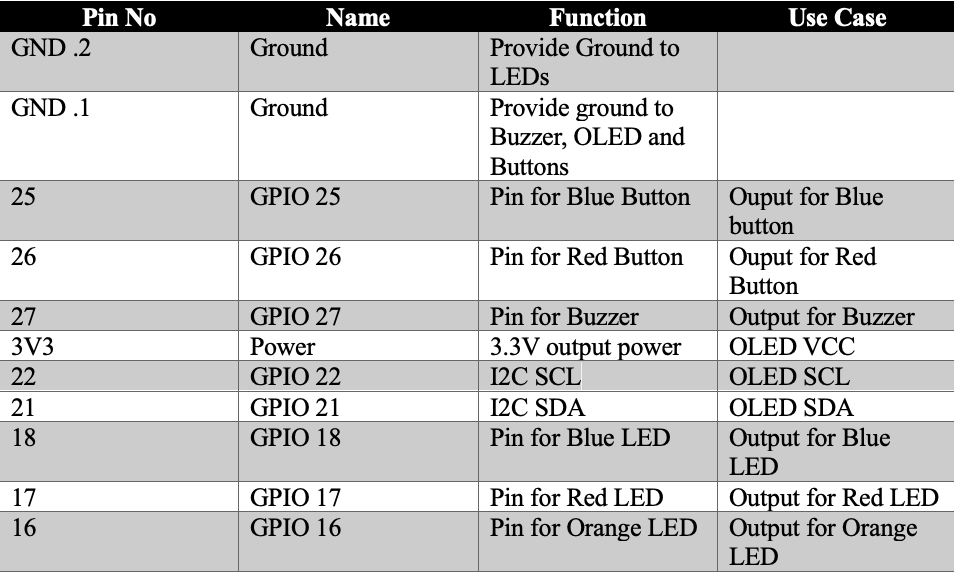 Pin No Name Function Use Case
GND .2 Ground Provide Ground to
LEDs
GND .1 Ground Provide ground to
Buzzer, OLED and
Buttons
25 GPIO 25 Pin for Blue Button Ouput for Blue
button
26 GPIO 26 Pin for Red Button Ouput for Red
Button
27 GPIO 27 Pin for Buzzer Output for Buzzer
3V3 Power 3.3V output power OLED VCC
22 GPIO 22 I2C SCL OLED SCL
21 GPIO 21 I2C SDA OLED SDA
18 GPIO 18 Pin for Blue LED Output for Blue
LED
17 GPIO 17 Pin for Red LED Output for Red LED
16 GPIO 16 Pin for Orange LED Output for Orange
LED